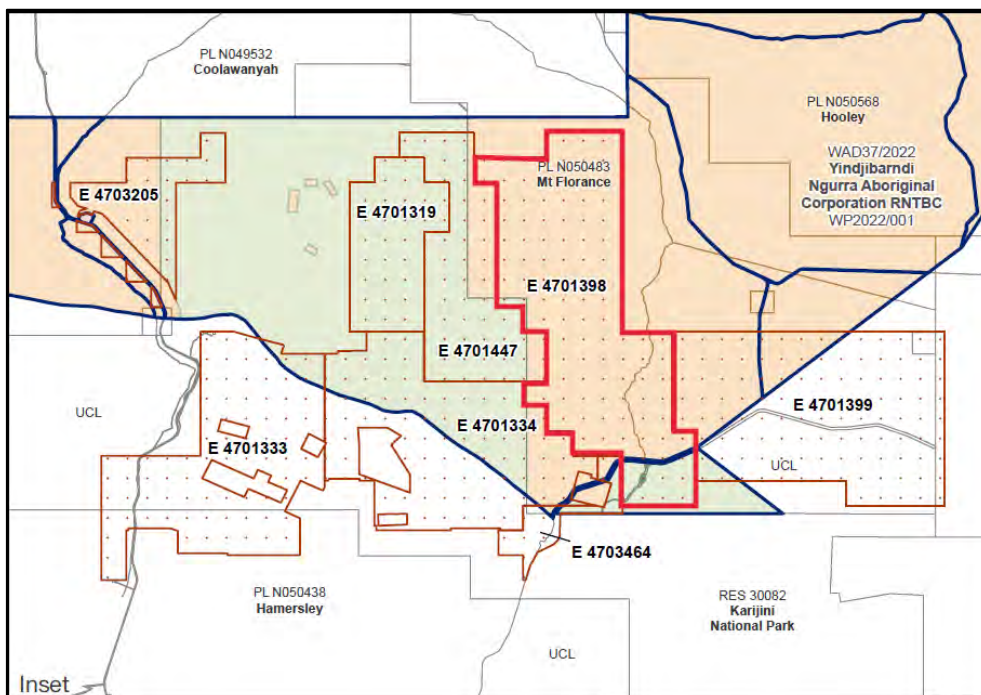 PL N049532
Coolawanyah
PL N050568
Hooley
WAD37/2022
Yindjibarndi
Ngurra Aboriginal
Corporation RNTBC
WP2022/001
PL N050483
Mt Florance
E 4703205
E 4701319
E 4701398
E 4701447
E 4701399
UCL
E 4701334
E 4701333
UCL
E 4703464
PL N050438
Hamersley
RES 30082
Karijini
National Park
UCL
Inset